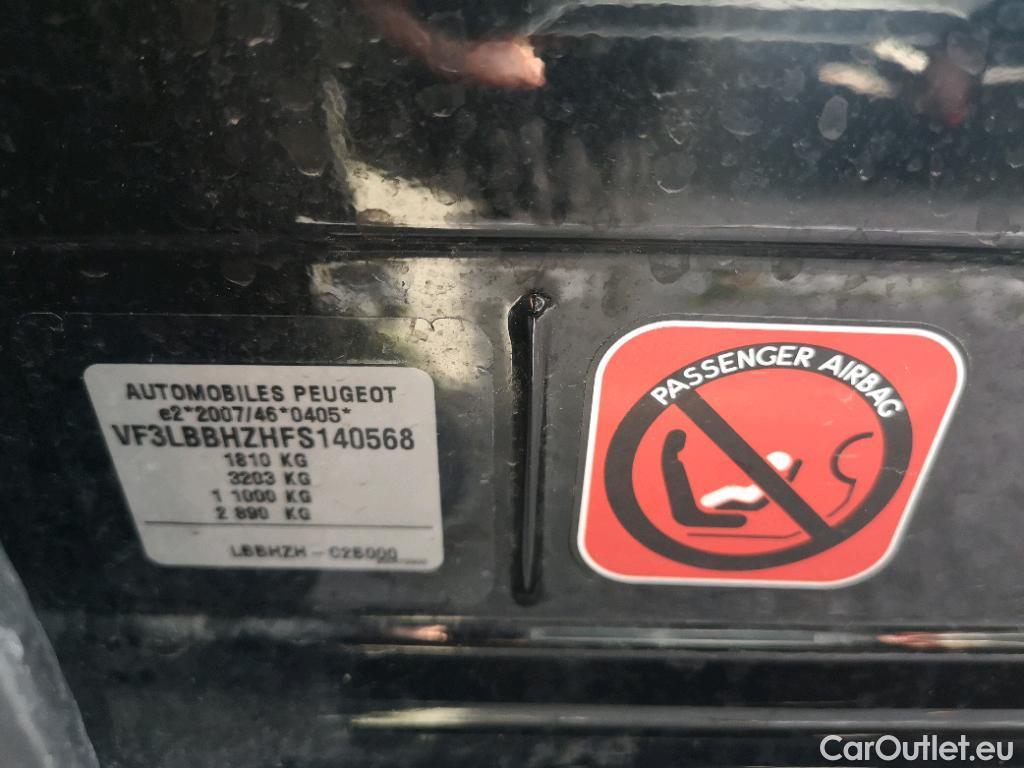 AUTOMOBILES PEUGEOT
e2*2007/46*0405*
VF3LBBHZHFS140568
1810 KG
3203 KG
1 1000 KG
2 890 KG
LBBHZH - C2B000
PASSENGER AIRBAG
CarOutlet.eu